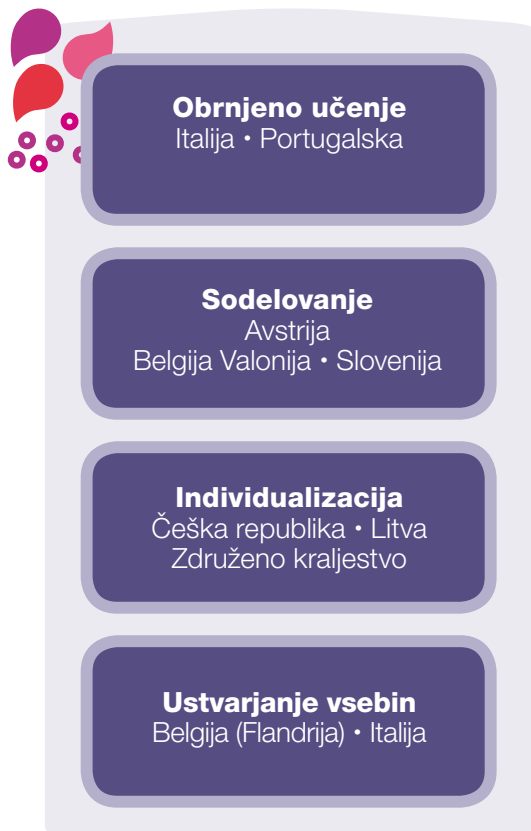 Obrnjeno učenje
Italija • Portugalska
Sodelovanje
Avstrija
Belgija Valonija • Slovenija
Individualizacija
Češka republika • Litva
Združeno kraljestvo
Ustvarjanje vsebin
Belgija (Flandrija) • Italija